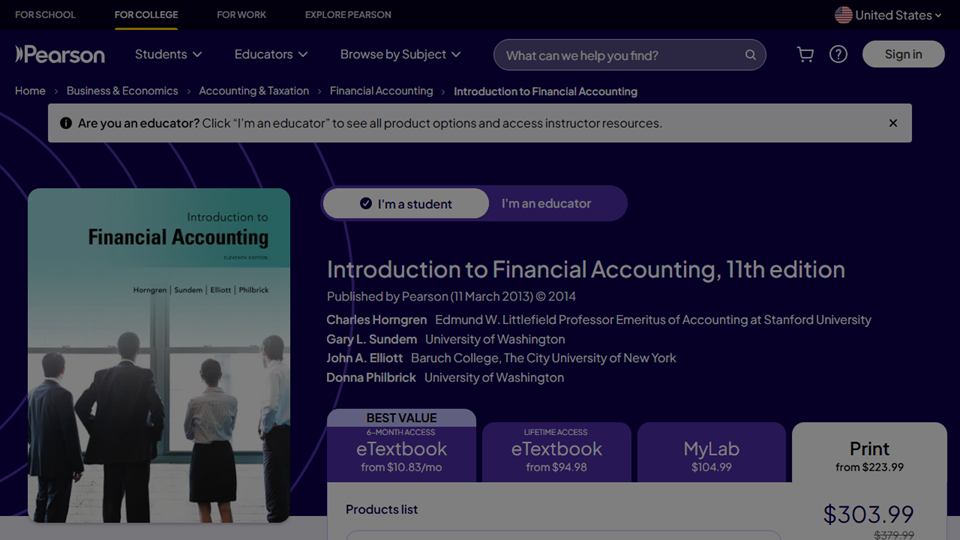 FOR SCHOOL FOR COLLEGE FOR WORK EXPLORE PEARSON United States
Pearson Students Educators Browse by Subject What can we help you find? Sign in
Home › Business & Economics › Accounting & Taxation › Financial Accounting › Introduction to Financial Accounting
Are you an educator? Click “I’m an educator” to see all product options and access instructor resources.
I'm a student I'm an educator
Introduction to
Financial Accounting
ELEVENTH EDITION
Horngren | Sundem | Elliott | Philbrick
Introduction to Financial Accounting, 11th edition
Published by Pearson (11 March 2013) © 2014
Charles Horngren Edmund W. Littlefield Professor Emeritus of Accounting at Stanford University
Gary L. Sundem University of Washington
John A. Elliott Baruch College, The City University of New York
Donna Philbrick University of Washington
BEST VALUE
6-MONTH ACCESS
eTextbook
from $10.83/mo
LIFETIME ACCESS
eTextbook
from $94.98
MyLab
$104.99
Print
from $223.99
Products list
$303.99
$379.99